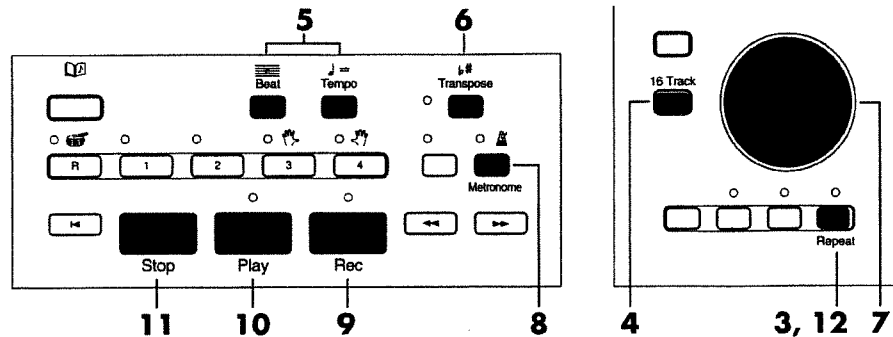 5
6
♭#
Beat
♩=
Tempo
Transpose
16 Track
4
R
1
2
3
4
Metronome
Stop
Play
Rec
Repeat
11
10
9
8
3, 12
7